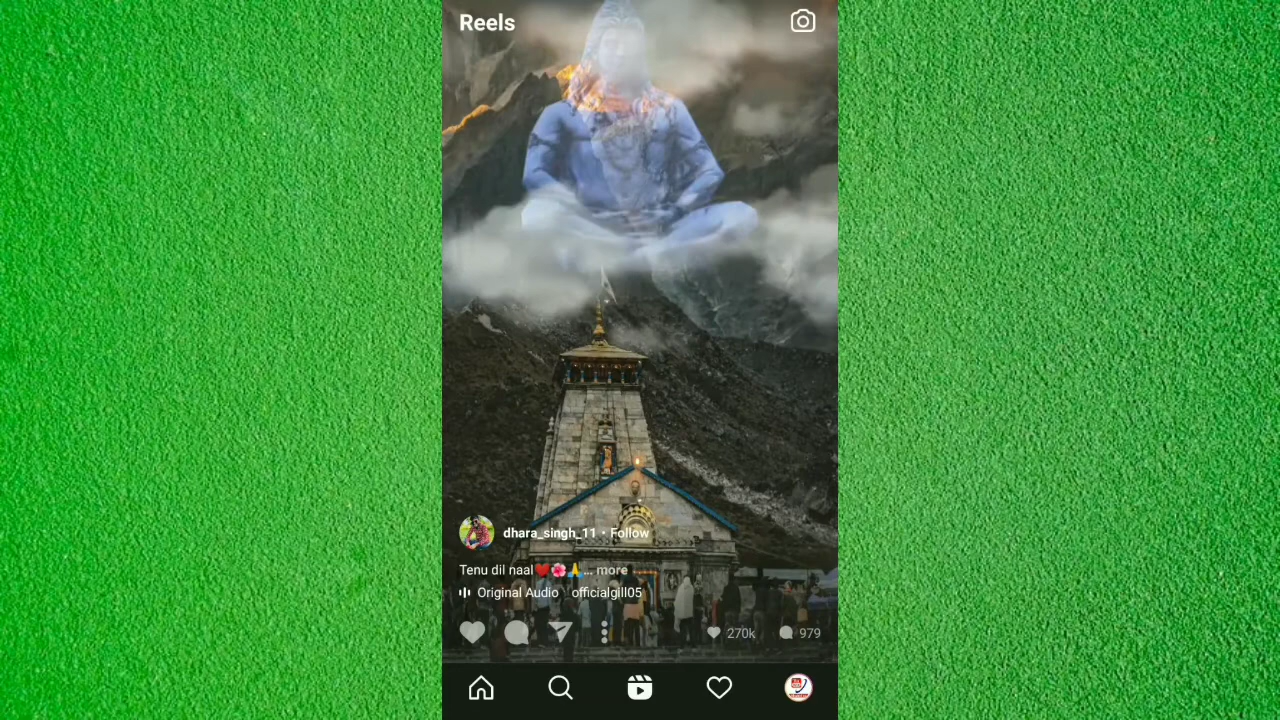 Reels
dhara_singh_11 • Follow
Tenu dil naal❤️🌺🙏... more
Original Audio officialgill05
270k 979